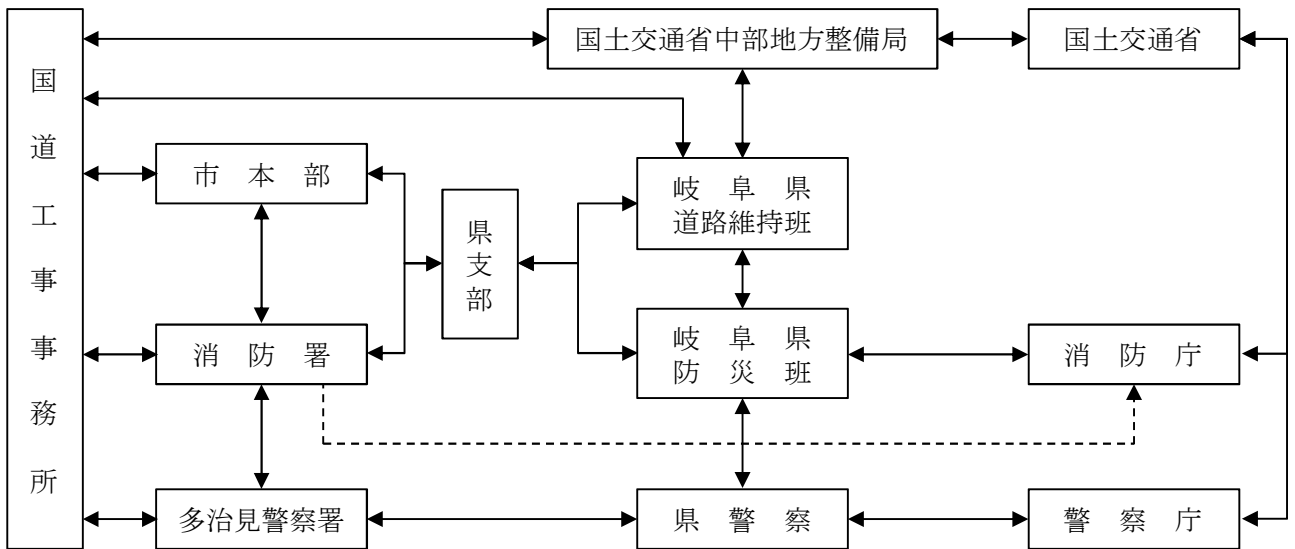 国道工事事務所
国土交通省中部地方整備局
国土交通省
市本部
県支部
岐阜県
道路維持班
消防署
岐阜県
防災班
消防庁
多治見警察署
県警察
警察庁